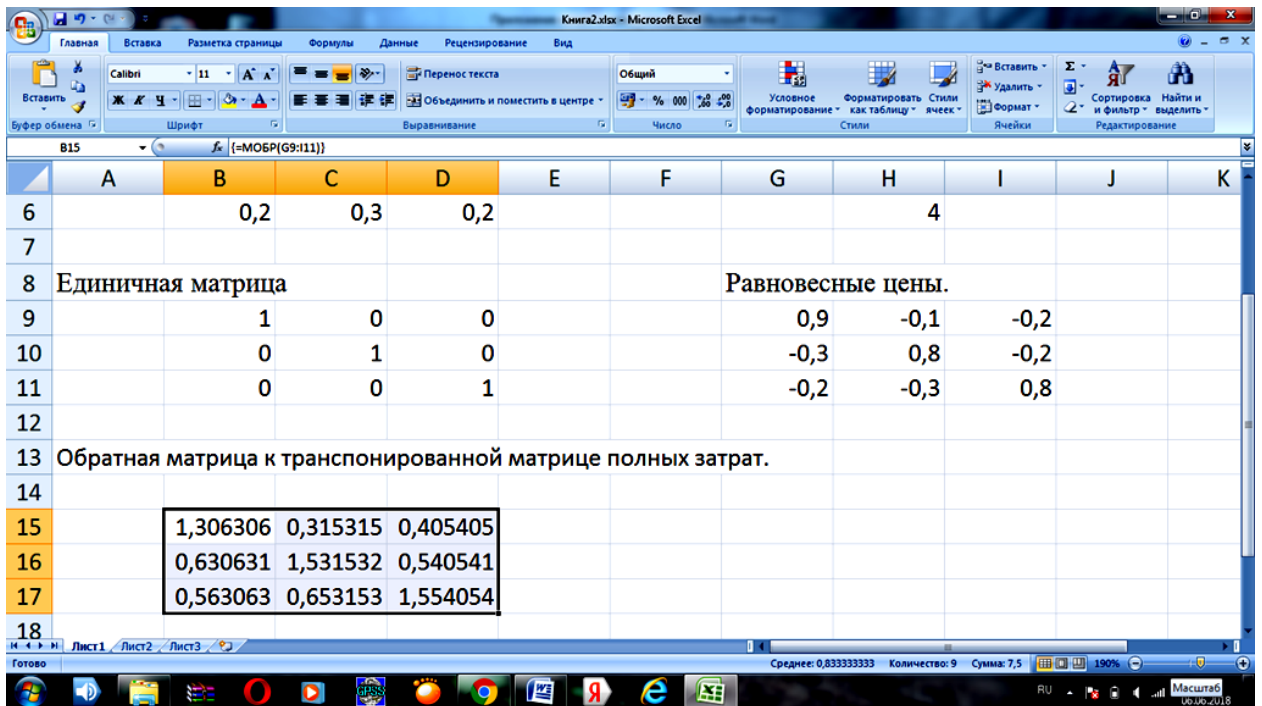 Книга2.xlsx - Microsoft Excel
Главная Вставка Разметка страницы Формулы Данные Рецензирование Вид
Вставить
Буфер обмена
Calibri 11
Ж К Ч
Шрифт
Перенос текста
Объединить и поместить в центре
Выравнивание
Общий
% 000
Число
Условное форматирование
Форматировать как таблицу
Стили ячеек
Стили
Вставить
Удалить
Формат
Ячейки
Сортировка и фильтр
Найти и выделить
Редактирование
B15 fx {=МОБР(G9:I11)}
A B C D E F G H I J K
6 0,2 0,3 0,2 4
7
8 Единичная матрица Равновесные цены.
9 1 0 0 0,9 -0,1 -0,2
10 0 1 0 -0,3 0,8 -0,2
11 0 0 1 -0,2 -0,3 0,8
12
13 Обратная матрица к транспонированной матрице полных затрат.
14
15 1,306306 0,315315 0,405405
16 0,630631 1,531532 0,540541
17 0,563063 0,653153 1,554054
18
Лист1 Лист2 Лист3
Готово Среднее: 0,833333333 Количество: 9 Сумма: 7,5 190%
GPSS
RU Масштаб
06.06.2018